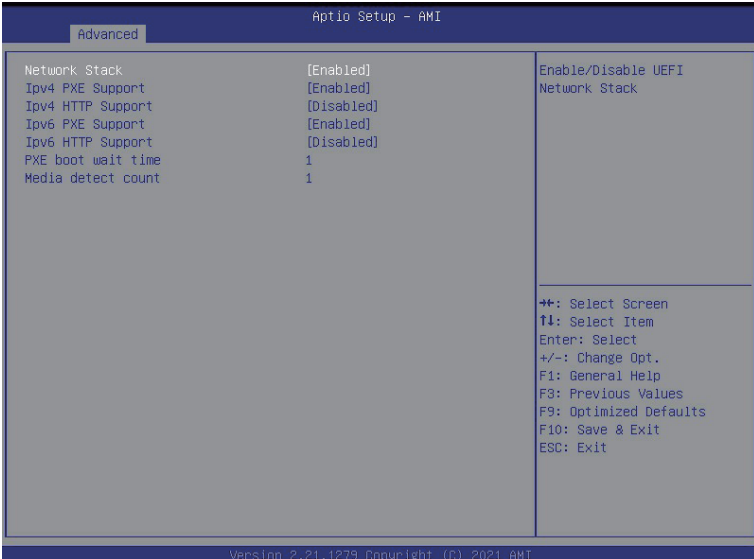 Aptio Setup – AMI
Advanced
Network Stack [Enabled]
Ipv4 PXE Support [Enabled]
Ipv4 HTTP Support [Disabled]
Ipv6 PXE Support [Enabled]
Ipv6 HTTP Support [Disabled]
PXE boot wait time 1
Media detect count 1
Enable/Disable UEFI
Network Stack
→←: Select Screen
↑↓: Select Item
Enter: Select
+/-: Change Opt.
F1: General Help
F3: Previous Values
F9: Optimized Defaults
F10: Save & Exit
ESC: Exit
Version 2.21.1279 Copyright (C) 2021 AMI